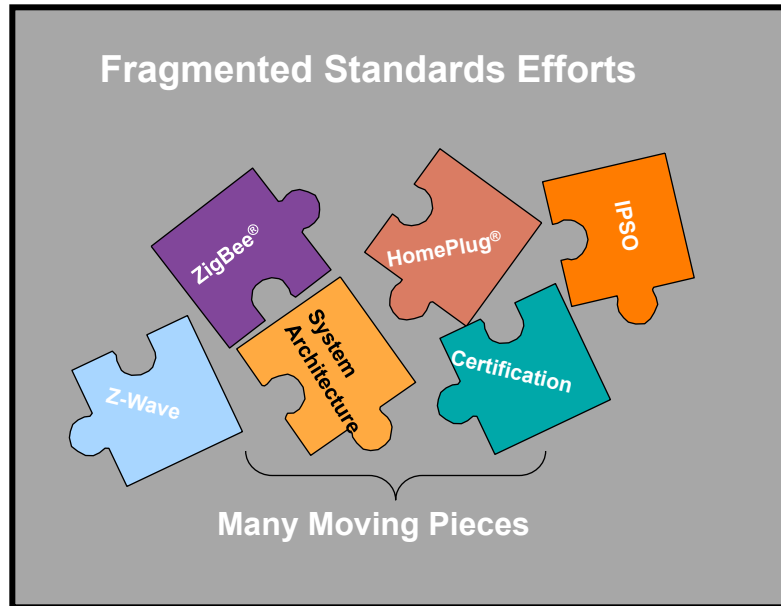 Fragmented Standards Efforts
ZigBee®
HomePlug®
IPSO
Z-Wave
System
Architecture
Certification
Many Moving Pieces